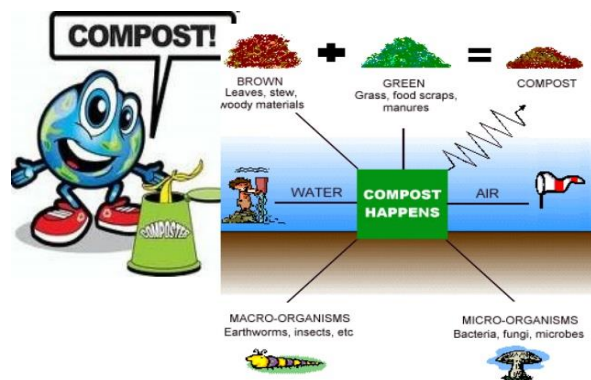 COMPOST!
COMPOSTER
BROWN
Leaves, stew,
woody materials
GREEN
Grass, food scraps,
manures
COMPOST
WATER
COMPOST
HAPPENS
AIR
MACRO-ORGANISMS
Earthworms, insects, etc
MICRO-ORGANISMS
Bacteria, fungi, microbes